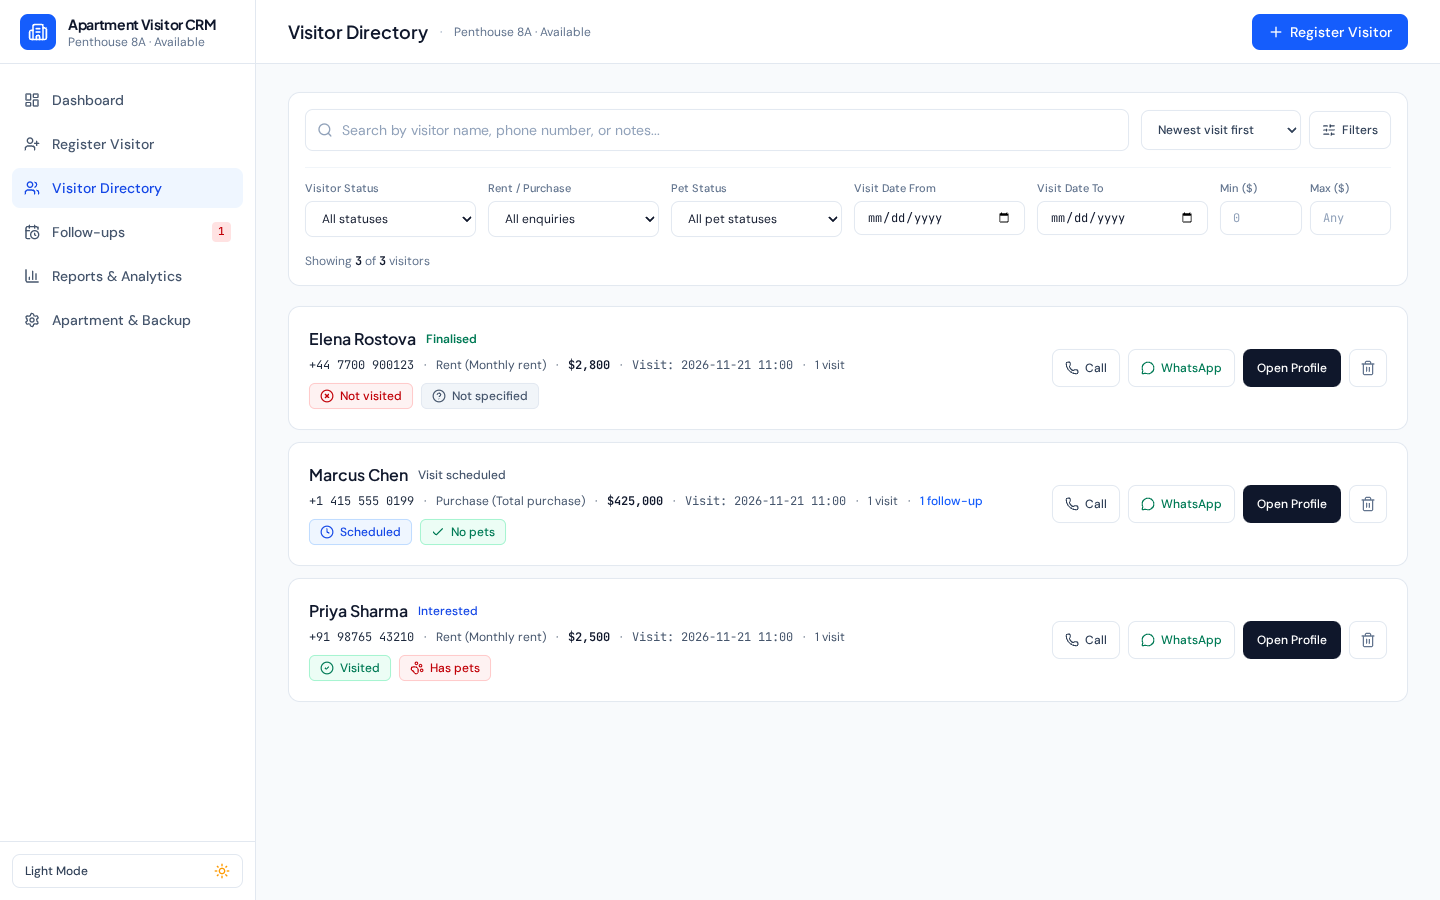 Apartment Visitor CRM
Penthouse 8A · Available
Dashboard
Register Visitor
Visitor Directory
Follow-ups 1
Reports & Analytics
Apartment & Backup
Light Mode
Visitor Directory · Penthouse 8A · Available
Register Visitor
Search by visitor name, phone number, or notes...
Newest visit first
Filters
Visitor Status Rent / Purchase Pet Status Visit Date From Visit Date To Min ($) Max ($)
All statuses All enquiries All pet statuses mm/dd/yyyy mm/dd/yyyy 0 Any
Showing 3 of 3 visitors
Elena Rostova Finalised
+44 7700 900123 · Rent (Monthly rent) · $2,800 · Visit: 2026-11-21 11:00 · 1 visit
Not visited Not specified
Call WhatsApp Open Profile
Marcus Chen Visit scheduled
+1 415 555 0199 · Purchase (Total purchase) · $425,000 · Visit: 2026-11-21 11:00 · 1 visit · 1 follow-up
Scheduled No pets
Call WhatsApp Open Profile
Priya Sharma Interested
+91 98765 43210 · Rent (Monthly rent) · $2,500 · Visit: 2026-11-21 11:00 · 1 visit
Visited Has pets
Call WhatsApp Open Profile